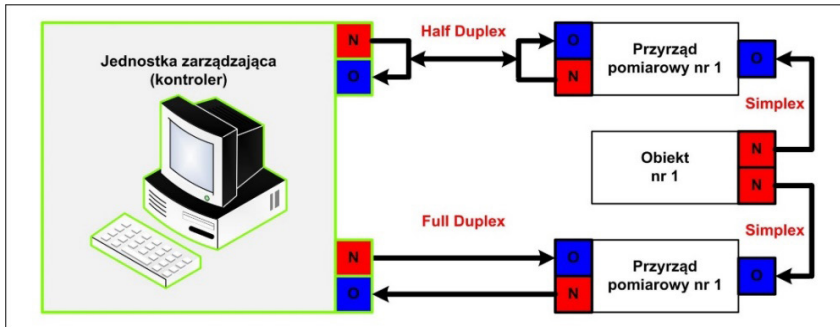 Jednostka zarządzająca
(kontroler)
N
O
Half Duplex
O
N
Przyrząd
pomiarowy nr 1
O
Simplex
Obiekt
nr 1
N
N
Simplex
Full Duplex
N
O
O
N
Przyrząd
pomiarowy nr 1
O